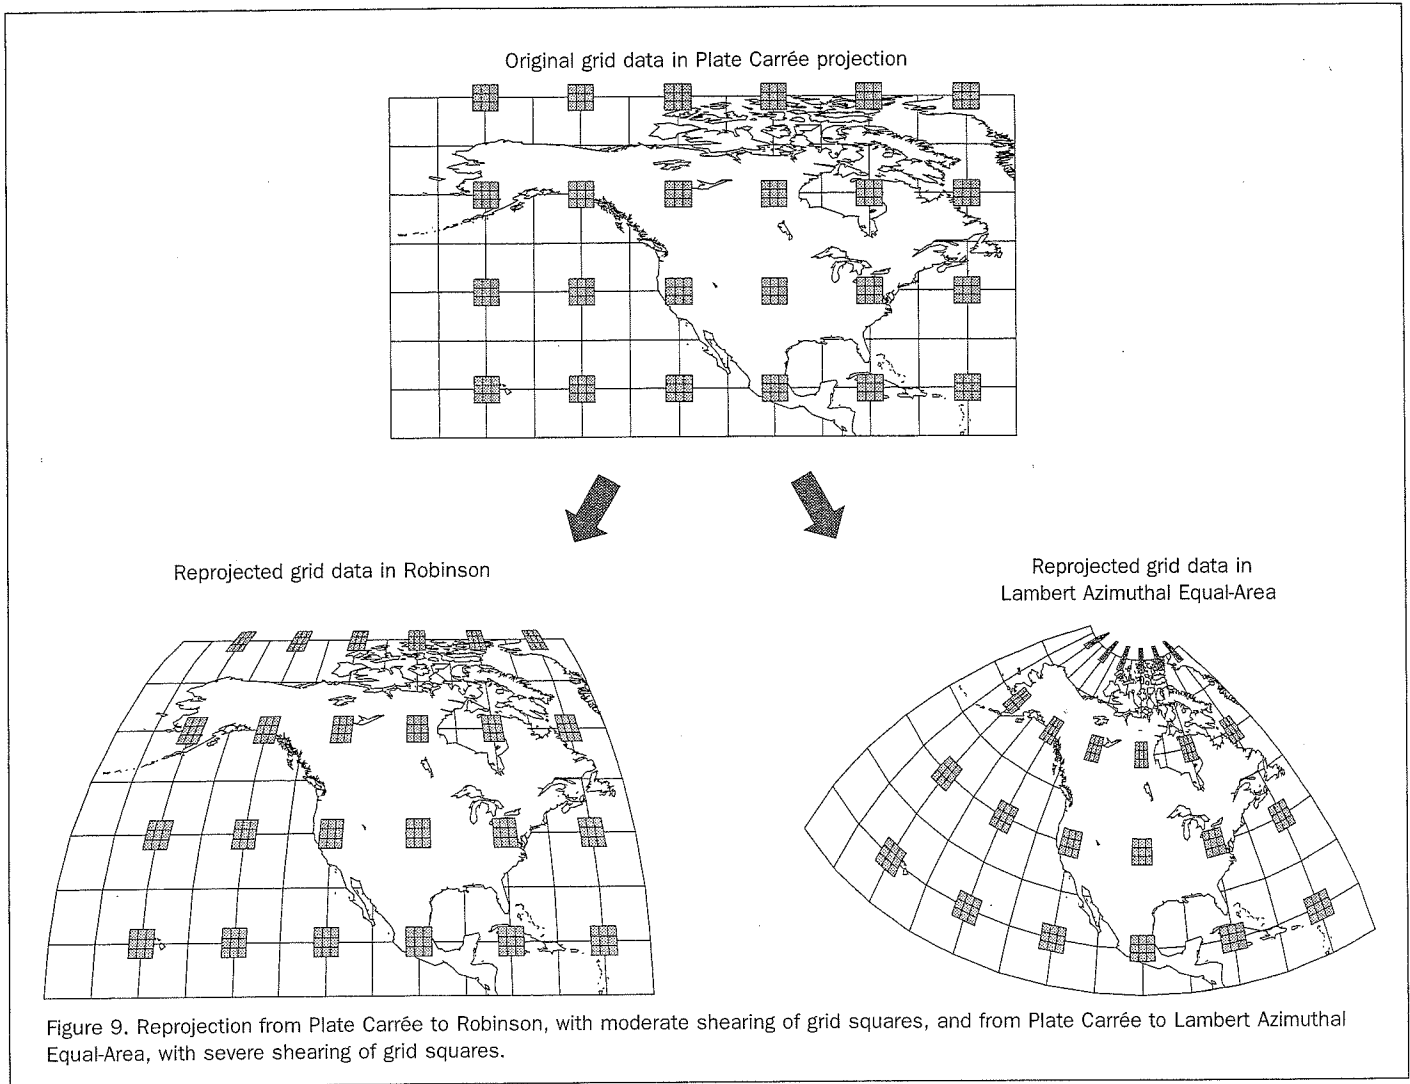 Original grid data in Plate Carrée projection
Reprojected grid data in Robinson
Reprojected grid data in
Lambert Azimuthal Equal-Area
Figure 9. Reprojection from Plate Carrée to Robinson, with moderate shearing of grid squares, and from Plate Carrée to Lambert Azimuthal
Equal-Area, with severe shearing of grid squares.